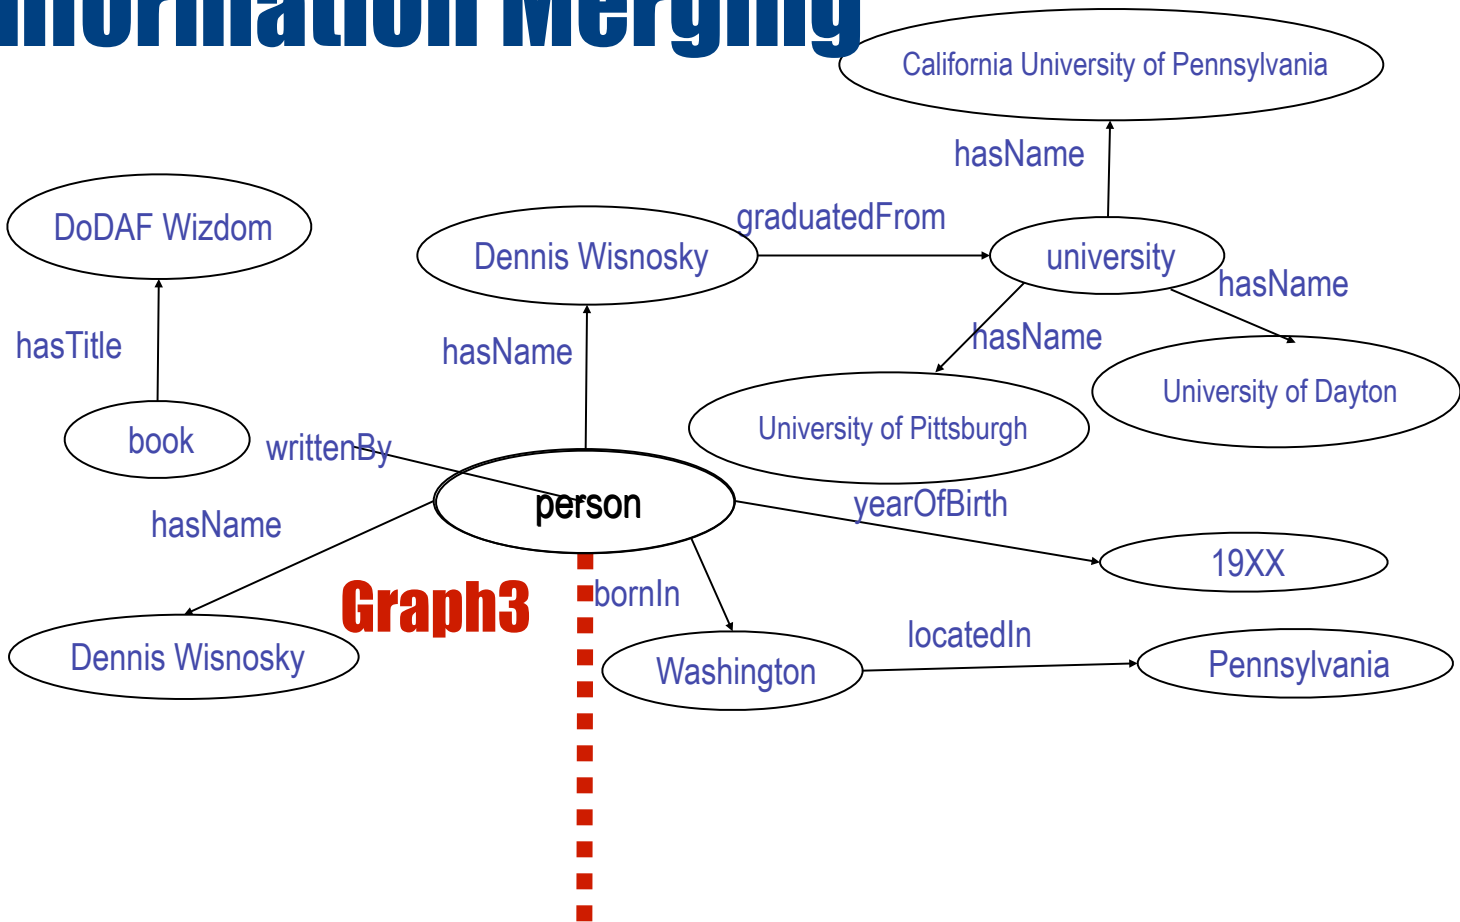 nformation Merging
California University of Pennsylvania
hasName
DoDAF Wizdom
graduatedFrom
Dennis Wisnosky
university
hasName
hasTitle
hasName
hasName
University of Dayton
book
writtenBy
University of Pittsburgh
person
yearOfBirth
hasName
19XX
Graph3
bornIn
locatedIn
Dennis Wisnosky
Washington
Pennsylvania